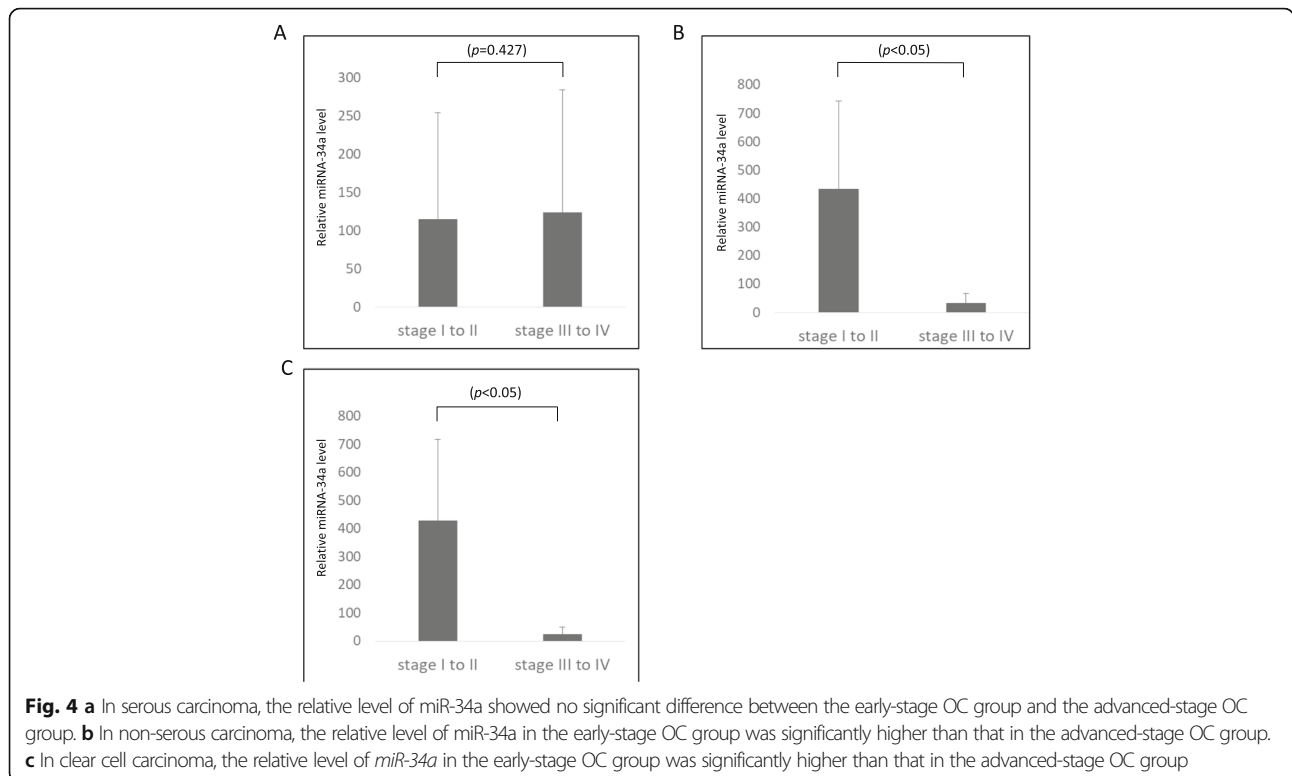 A
(p=0.427)
Relative miRNA-34a level
300
250
200
150
100
50
0
stage I to II
stage III to IV
B
(p<0.05)
Relative miRNA-34a level
800
700
600
500
400
300
200
100
0
stage I to II
stage III to IV
C
(p<0.05)
Relative miRNA-34a level
800
700
600
500
400
300
200
100
0
stage I to II
stage III to IV
Fig. 4 a In serous carcinoma, the relative level of miR-34a showed no significant difference between the early-stage OC group and the advanced-stage OC
group. b In non-serous carcinoma, the relative level of miR-34a in the early-stage OC group was significantly higher than that in the advanced-stage OC group.
c In clear cell carcinoma, the relative level of miR-34a in the early-stage OC group was significantly higher than that in the advanced-stage OC group